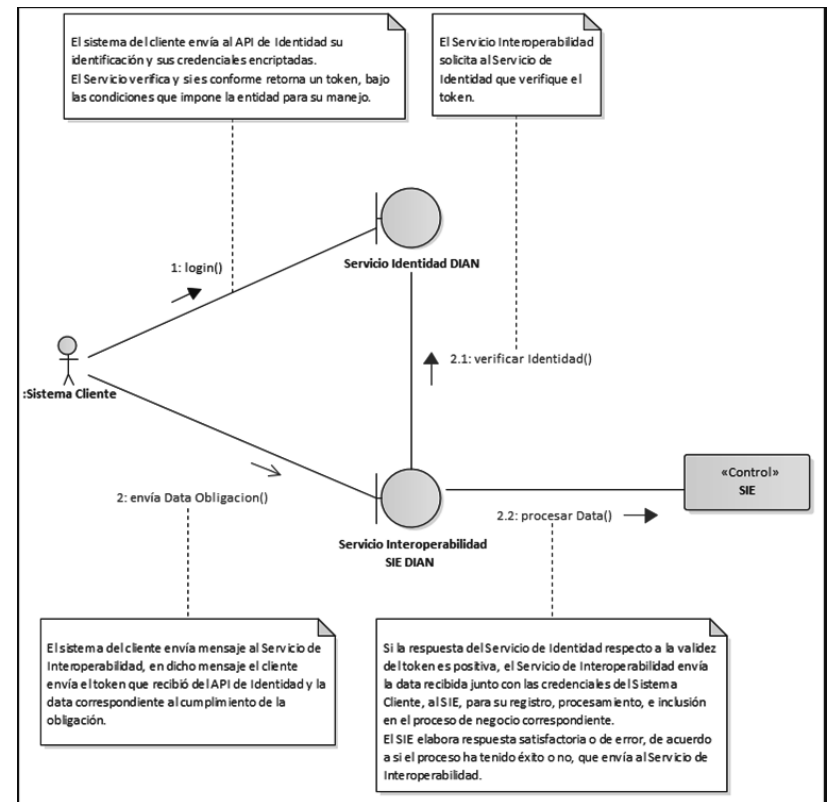 El sistema del cliente envía al API de Identidad su
identificación y sus credenciales encriptadas.
El Servicio verifica y si es conforme retorna un token, bajo
las condiciones que impone la entidad para su manejo.
El Servicio Interoperabilidad
solicita al Servicio de
Identidad que verifique el
token.
1: login()
Servicio Identidad DIAN
2.1: verificar Identidad()
:Sistema Cliente
«Control»
SIE
2: envía Data Obligacion()
2.2: procesar Data()
Servicio Interoperabilidad
SIE DIAN
El sistema del cliente envía mensaje al Servicio de
Interoperabilidad, en dicho mensaje el cliente
envía el token que recibió del API de Identidad y la
data correspondiente al cumplimiento de la
obligación.
Si la respuesta del Servicio de Identidad respecto a la validez
del token es positiva, el Servicio de Interoperabilidad envía
la data recibida junto con las credenciales del Sistema
Cliente, al SIE, para su registro, procesamiento, e inclusión
en el proceso de negocio correspondiente.
El SIE elabora respuesta satisfactoria o de error, de acuerdo
a si el proceso ha tenido éxito o no, que envía al Servicio de
Interoperabilidad.